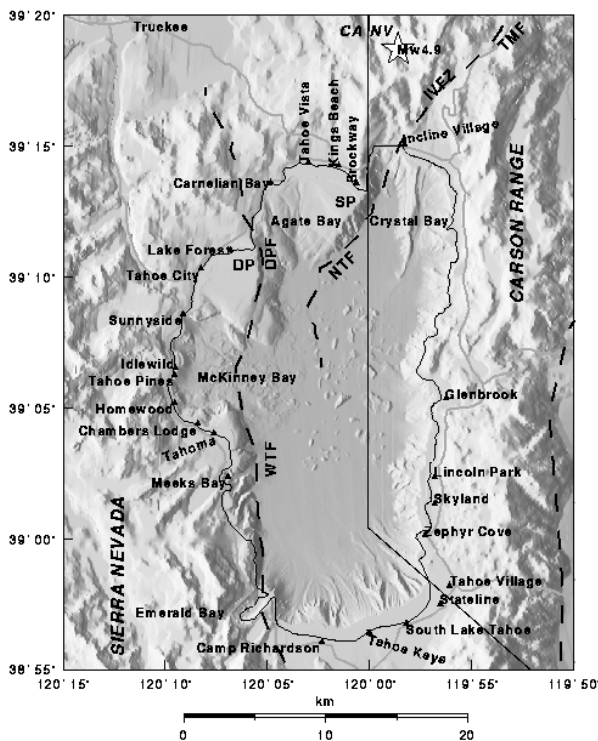 39˚ 20'
39˚ 15'
39˚ 10'
39˚ 05'
39˚ 00'
38˚ 55'
Truckee
CA NV
Mw4.9
TMF
IVFZ
Tahoe Vista
Kings Beach
Brockway
Incline Village
Carnelian Bay
SP
Agate Bay
Crystal Bay
CARSON RANGE
Lake Forest
DP
DPF
NTF
Tahoe City
Sunnyside
Idlewild
Tahoe Pines
McKinney Bay
Homewood
Glenbrook
Chambers Lodge
Tahoma
Meeks Bay
WTF
Lincoln Park
Skyland
Zephyr Cove
SIERRA NEVADA
Tahoe Village
Stateline
Emerald Bay
South Lake Tahoe
Camp Richardson
Tahoe Keys
120˚ 15'
120˚ 10'
120˚ 05'
120˚ 00'
119˚ 55'
119˚ 50'
km
0
10
20